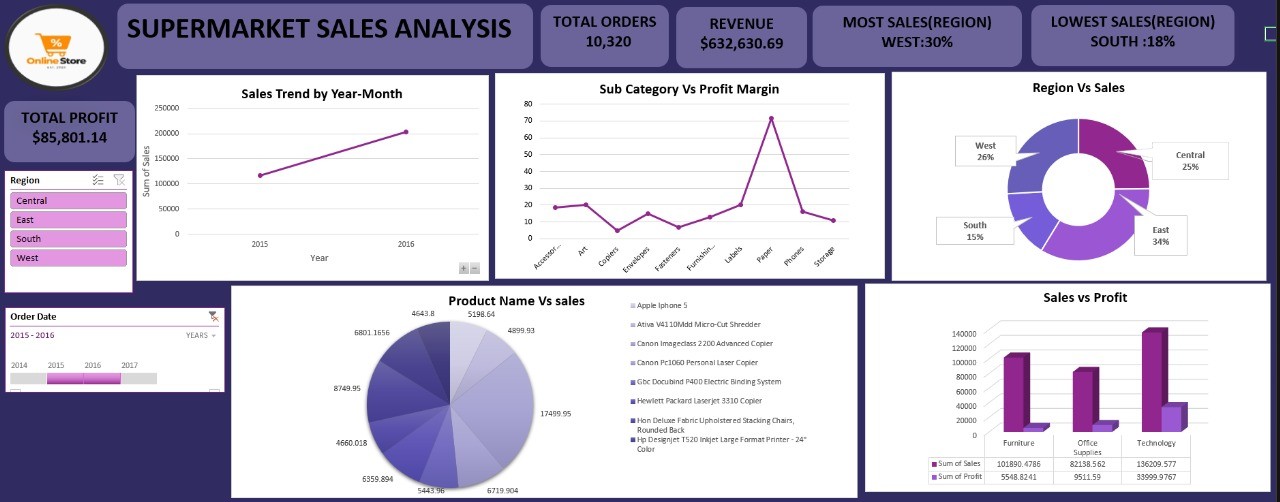 %
Online Store
SUPERMARKET SALES ANALYSIS
TOTAL ORDERS
10,320
REVENUE
$632,630.69
MOST SALES(REGION)
WEST:30%
LOWEST SALES(REGION)
SOUTH :18%
TOTAL PROFIT
$85,801.14
Region
Central
East
South
West
Order Date
2015 - 2016
YEARS
2014 2015 2016 2017
Sales Trend by Year-Month
Sum of Sales
250000
200000
150000
100000
50000
0
2015 2016
Year
+ -
Sub Category Vs Profit Margin
80
70
60
50
40
30
20
10
0
Accessor... Art Copiers Envelopes Fasteners Furnishin... Labels Paper Phones Storage
Region Vs Sales
West
26%
Central
25%
South
15%
East
34%
Product Name Vs sales
4643.8
5198.64
4899.93
6801.1656
8749.95
17499.95
4660.018
6359.894
5443.96
6719.904
Apple Iphone 5
Ativa V4110Mdd Micro-Cut Shredder
Canon Imageclass 2200 Advanced Copier
Canon Pc1060 Personal Laser Copier
Gbc Docubind P400 Electric Binding System
Hewlett Packard Laserjet 3310 Copier
Hon Deluxe Fabric Upholstered Stacking Chairs,
Rounded Back
Hp Designjet T520 Inkjet Large Format Printer - 24"
Color
Sales vs Profit
140000
120000
100000
80000
60000
40000
20000
0
Furniture Office Supplies Technology
Sum of Sales 101890.4786 82138.562 136209.577
Sum of Profit 5548.8241 9511.59 33999.9767